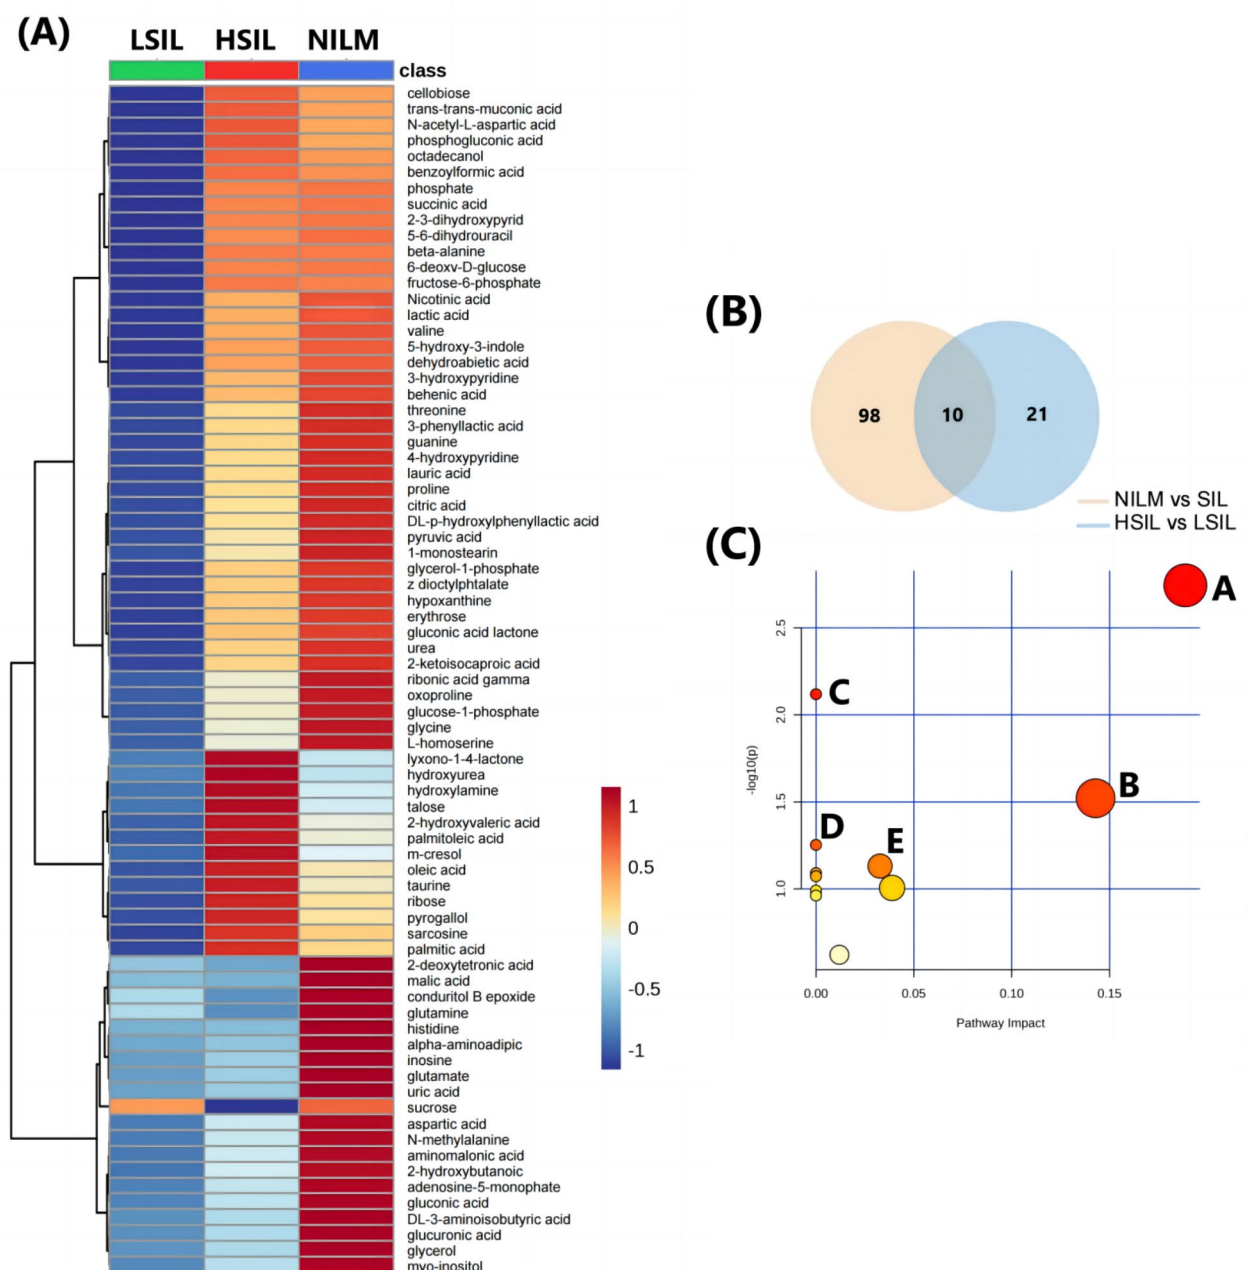 (A)
LSIL HSIL NILM
class
cellobiose
trans-trans-muconic acid
N-acetyl-L-aspartic acid
phosphogluconic acid
octadecanol
benzoylformic acid
phosphate
succinic acid
2-3-dihydroxypyrid
5-6-dihydrouracil
beta-alanine
6-deoxv-D-glucose
fructose-6-phosphate
Nicotinic acid
lactic acid
valine
5-hydroxy-3-indole
dehydroabietic acid
3-hydroxypyridine
behenic acid
threonine
3-phenyllactic acid
guanine
4-hydroxypyridine
lauric acid
proline
citric acid
DL-p-hydroxylphenyllactic acid
pyruvic acid
1-monostearin
glycerol-1-phosphate
z dioctylphtalate
hypoxanthine
erythrose
gluconic acid lactone
urea
2-ketoisocaproic acid
ribonic acid gamma
oxoproline
glucose-1-phosphate
glycine
L-homoserine
lyxono-1-4-lactone
hydroxyurea
hydroxylamine
talose
2-hydroxyvaleric acid
palmitoleic acid
m-cresol
oleic acid
taurine
ribose
pyrogallol
sarcosine
palmitic acid
2-deoxytetronic acid
malic acid
conduritol B epoxide
glutamine
histidine
alpha-aminoadipic
inosine
glutamate
uric acid
sucrose
aspartic acid
N-methylalanine
aminomalonic acid
2-hydroxybutanoic
adenosine-5-monophate
gluconic acid
DL-3-aminoisobutyric acid
glucuronic acid
glycerol
myo-inositol
1
0.5
0
-0.5
-1
(B)
98 10 21
NILM vs SIL
HSIL vs LSIL
(C)
A
C
B
D
E
-log10(p)
2.5
2.0
1.5
1.0
0.00 0.05 0.10 0.15
Pathway Impact